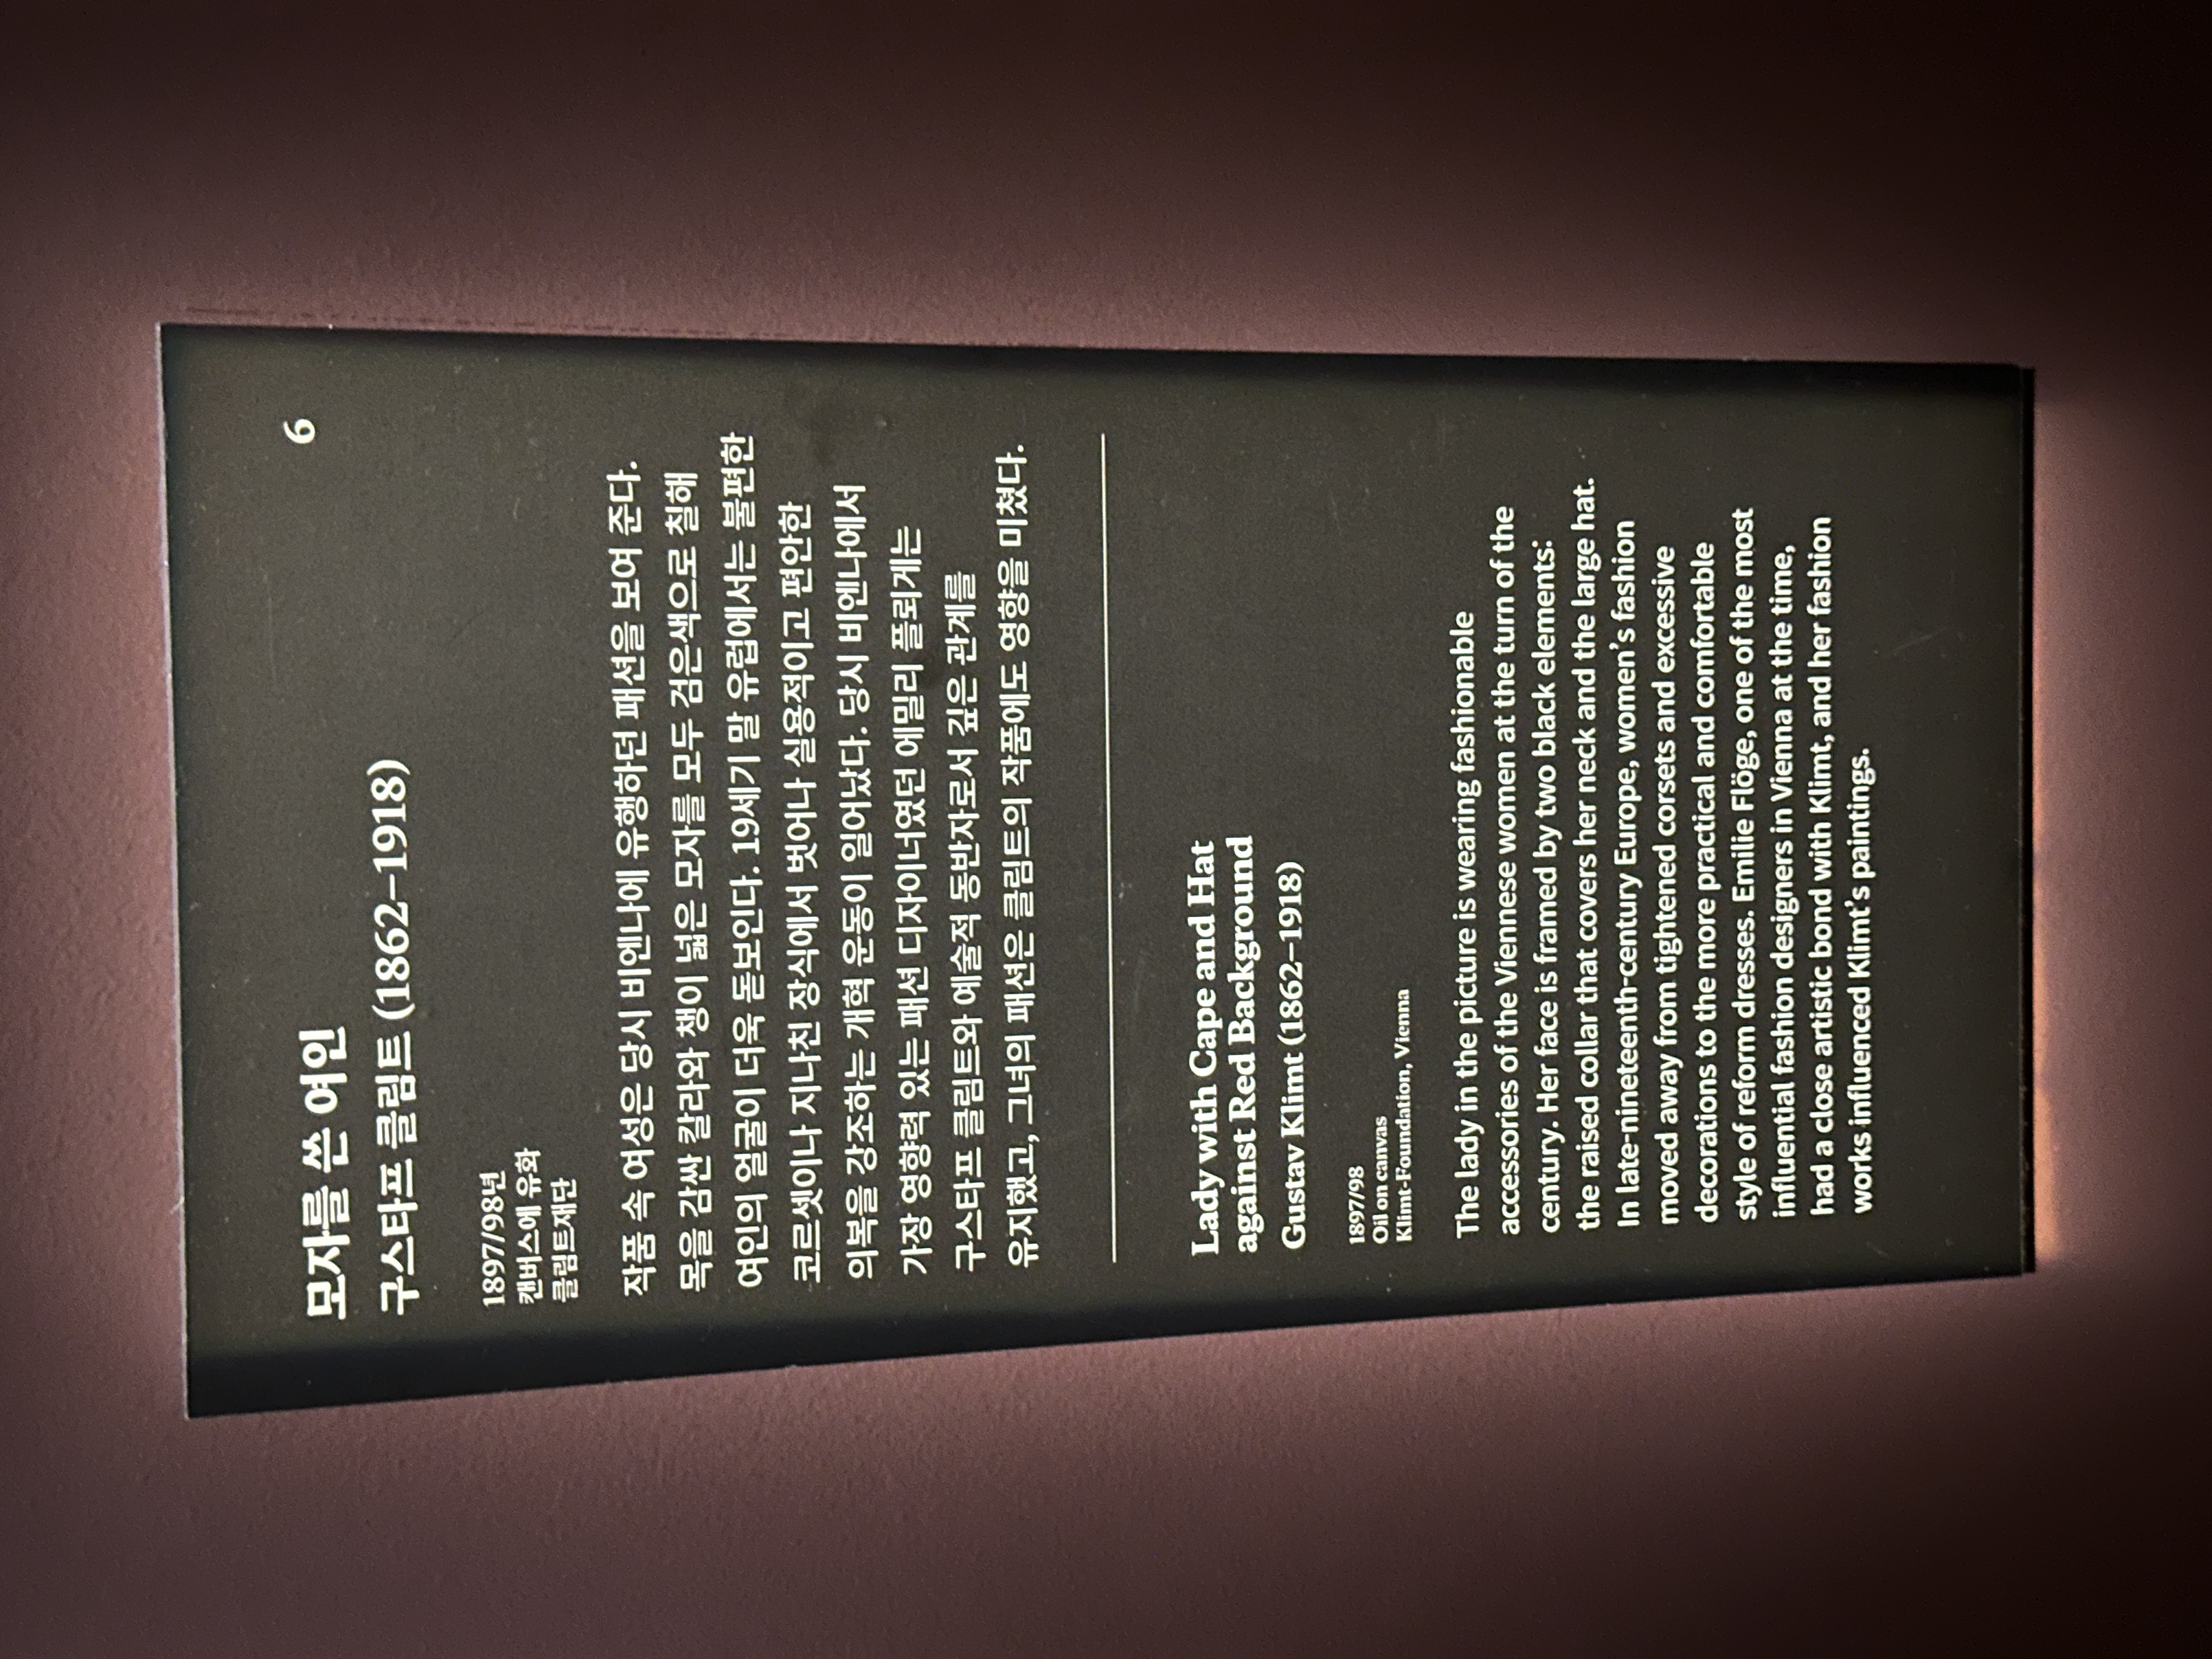 모자를 쓴 여인 6
구스타프 클림트 (1862–1918)
1897/98년
캔버스에 유화
클림트재단
작품 속 여성은 당시 비엔나에 유행하던 패션을 보여 준다.
목을 감싼 칼라와 챙이 넓은 모자를 모두 검은색으로 칠해
여인의 얼굴이 더욱 돋보인다. 19세기 말 유럽에서는 불편한
코르셋이나 지나친 장식에서 벗어나 실용적이고 편안한
의복을 강조하는 개혁 운동이 일어났다. 당시 비엔나에서
가장 영향력 있는 패션 디자이너였던 에밀리 플뢰게는
구스타프 클림트와 예술적 동반자로서 깊은 관계를
유지했고, 그녀의 패션은 클림트의 작품에도 영향을 미쳤다.
Lady with Cape and Hat
against Red Background
Gustav Klimt (1862–1918)
1897/98
Oil on canvas
Klimt-Foundation, Vienna
The lady in the picture is wearing fashionable
accessories of the Viennese women at the turn of the
century. Her face is framed by two black elements:
the raised collar that covers her neck and the large hat.
In late-nineteenth-century Europe, women's fashion
moved away from tightened corsets and excessive
decorations to the more practical and comfortable
style of reform dresses. Emilie Flöge, one of the most
influential fashion designers in Vienna at the time,
had a close artistic bond with Klimt, and her fashion
works influenced Klimt's paintings.